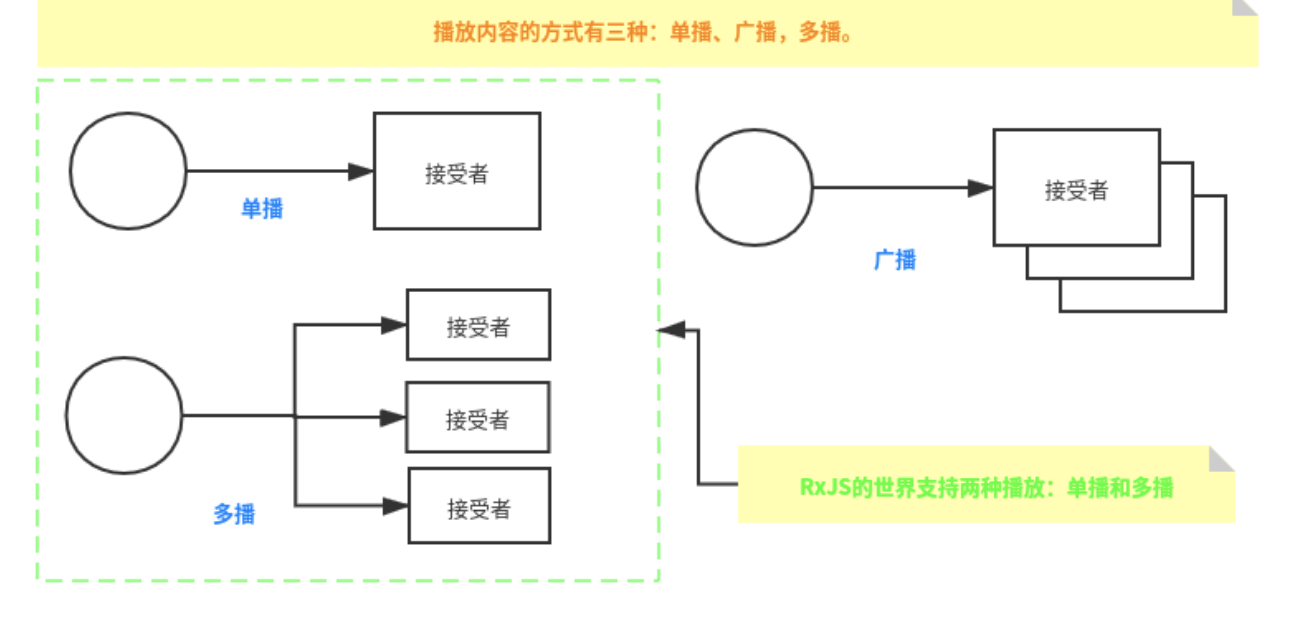 播放内容的方式有三种：单播、广播，多播。
接受者
单播
接受者
广播
接受者
接受者
接受者
多播
RxJS的世界支持两种播放：单播和多播